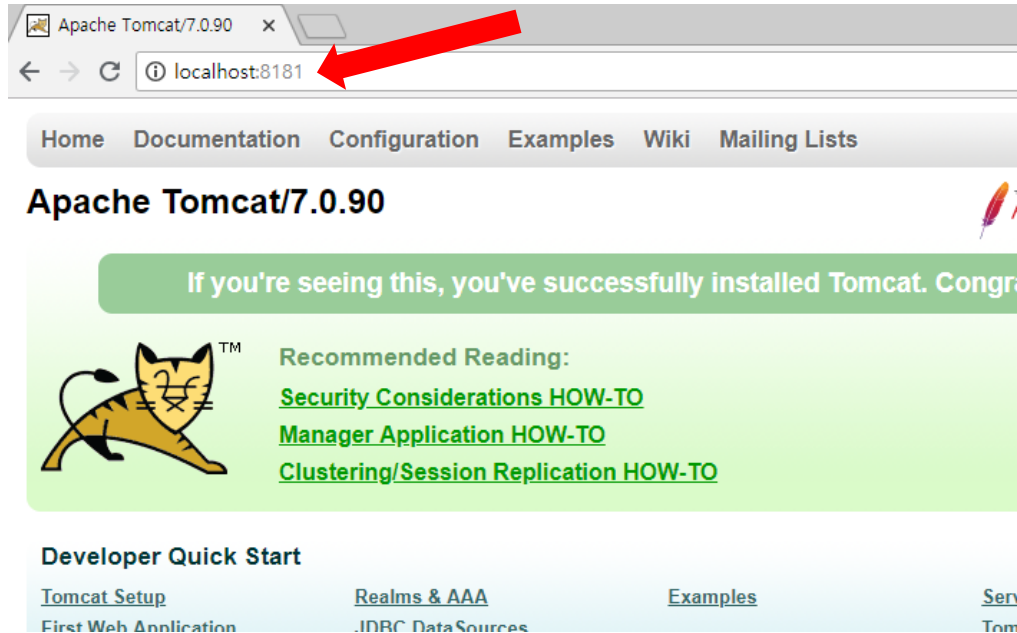 Apache Tomcat/7.0.90
localhost:8181
Home Documentation Configuration Examples Wiki Mailing Lists
Apache Tomcat/7.0.90
If you're seeing this, you've successfully installed Tomcat. Congra
TM
Recommended Reading:
Security Considerations HOW-TO
Manager Application HOW-TO
Clustering/Session Replication HOW-TO
Developer Quick Start
Tomcat Setup Realms & AAA Examples Serv
First Web Application JDBC DataSources Tom